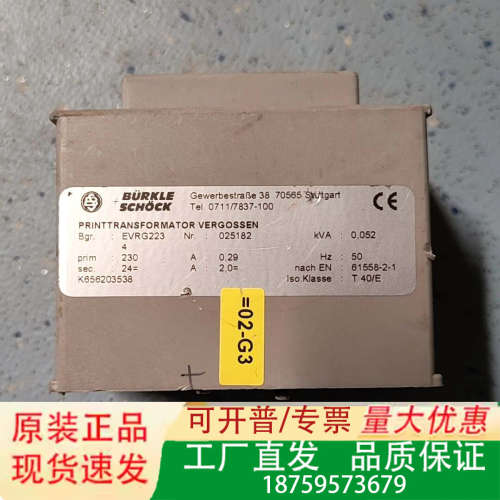 BÜRKLE Gewerbestraße 38 70565 Stuttgart
SCHÖCK Tel. 0711/7837-100
CE
PRINTTRANSFORMATOR VERGOSSEN
Bgr. : EVRG223 Nr. : 025182 kVA : 0,052
4
prim : 230 A : 0,29 Hz : 50
sec. : 24= A : 2,0= nach EN : 61558-2-1
K656203538 Iso.Klasse : T 40/E
=02-G3
+
原装正品
现货速发
可开普/专票 量大优惠
工厂直发 品质保证
18759573679